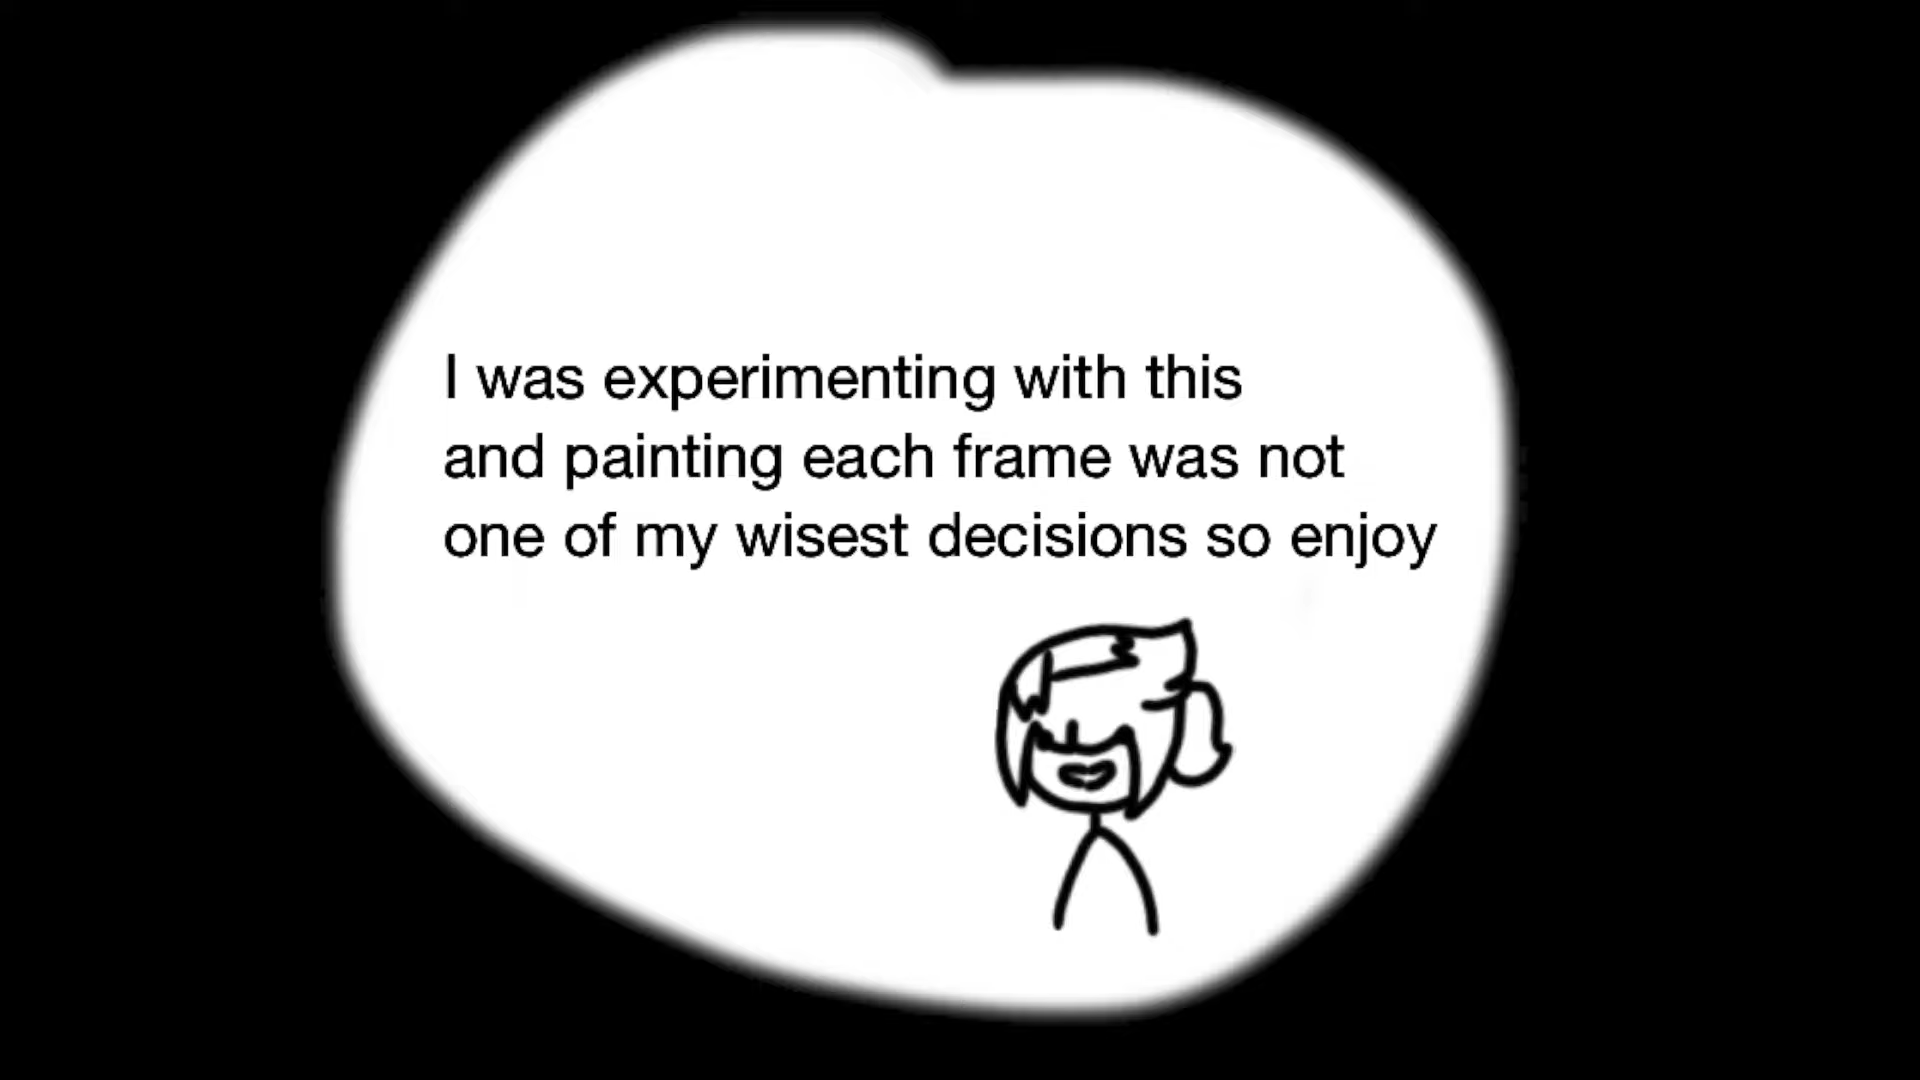 I was experimenting with this
and painting each frame was not
one of my wisest decisions so enjoy